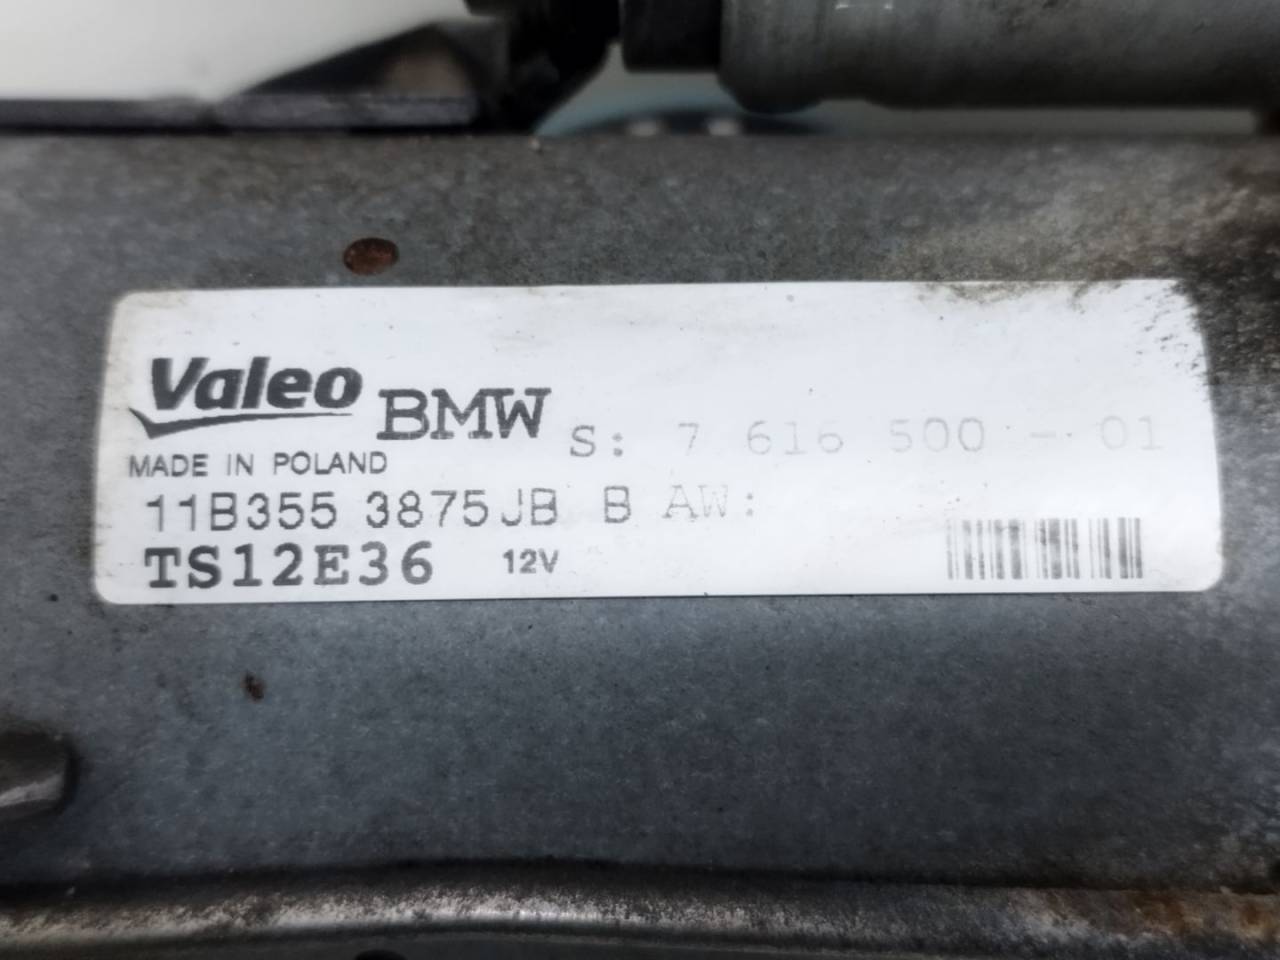 Valeo BMW S: 7 616 500 - 01
MADE IN POLAND
11B355 3875JB B AW:
TS12E36 12V